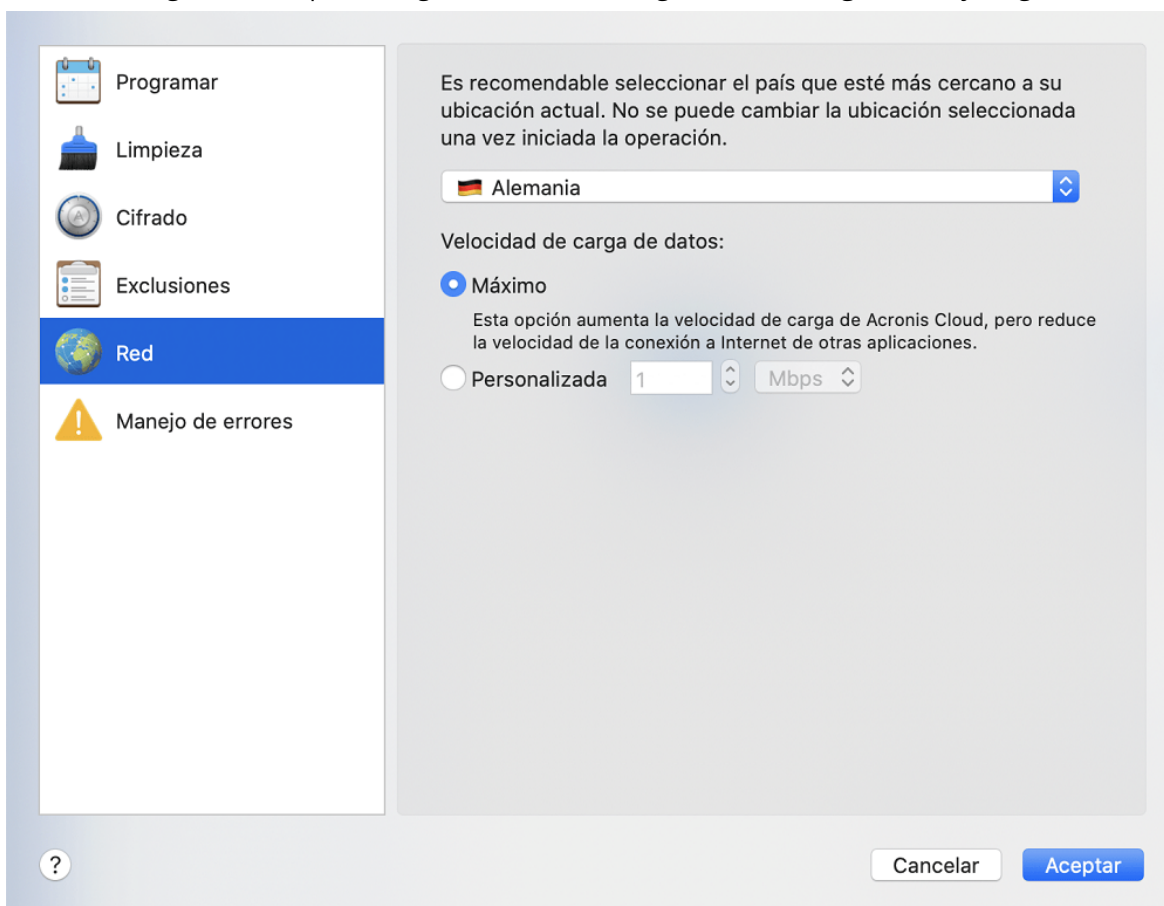 Programar
Limpieza
Cifrado
Exclusiones
Red
Manejo de errores
Es recomendable seleccionar el país que esté más cercano a su
ubicación actual. No se puede cambiar la ubicación seleccionada
una vez iniciada la operación.
Alemania
Velocidad de carga de datos:
Máximo
Esta opción aumenta la velocidad de carga de Acronis Cloud, pero reduce
la velocidad de la conexión a Internet de otras aplicaciones.
Personalizada 1 Mbps
? Cancelar Aceptar